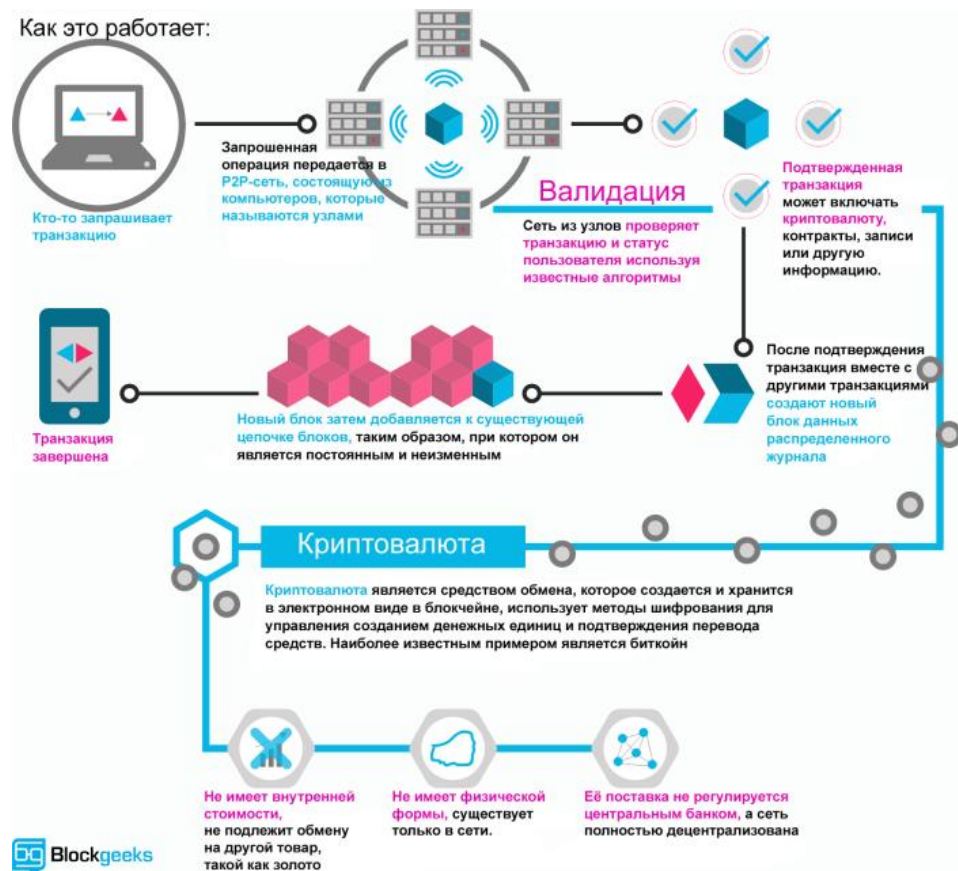 Как это работает:
Кто-то запрашивает
транзакцию
Запрошенная
операция передается в
P2P-сеть, состоящую из
компьютеров, которые
называются узлами
Валидация
Сеть из узлов проверяет
транзакцию и статус
пользователя используя
известные алгоритмы
Подтвержденная
транзакция
может включать
криптовалюту,
контракты, записи
или другую
информацию.
После подтверждения
транзакция вместе с
другими транзакциями
создают новый
блок данных
распределенного
журнала
Новый блок затем добавляется к существующей
цепочке блоков, таким образом, при котором он
является постоянным и неизменным
Транзакция
завершена
Криптовалюта
Криптовалюта является средством обмена, которое создается и хранится
в электронном виде в блокчейне, использует методы шифрования для
управления созданием денежных единиц и подтверждения перевода
средств. Наиболее известным примером является биткойн
Не имеет внутренней
стоимости,
не подлежит обмену
на другой товар,
такой как золото
Не имеет физической
формы, существует
только в сети.
Её поставка не регулируется
центральным банком, а сеть
полностью децентрализована
Blockgeeks